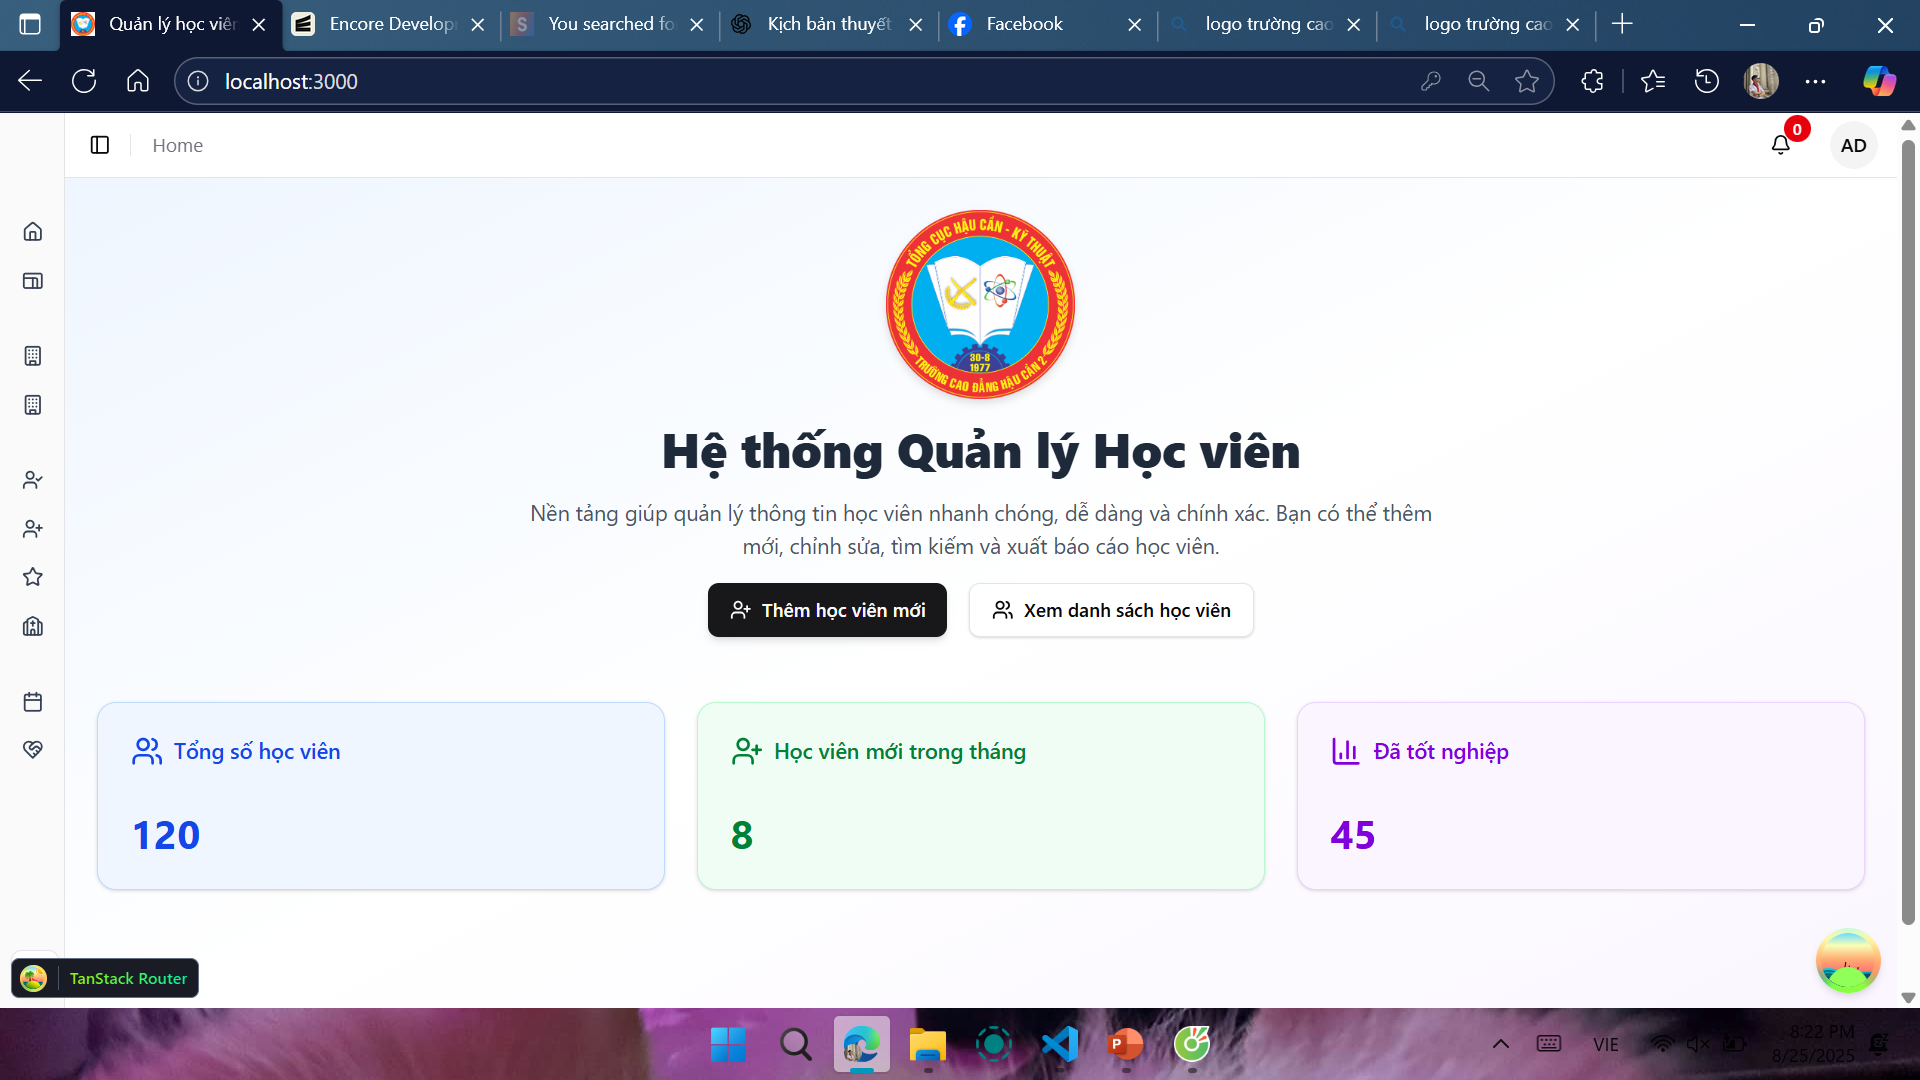 Quản lý học viên
Encore Develop
You searched fo
Kịch bản thuyết
Facebook
logo trường cao
logo trường cao
localhost:3000
Home
0
AD
TỔNG CỤC HẬU CẦN - KỸ THUẬT
30-8
1977
TRƯỜNG CAO ĐẲNG HẬU CẦN 2
Hệ thống Quản lý Học viên
Nền tảng giúp quản lý thông tin học viên nhanh chóng, dễ dàng và chính xác. Bạn có thể thêm
mới, chỉnh sửa, tìm kiếm và xuất báo cáo học viên.
Thêm học viên mới
Xem danh sách học viên
Tổng số học viên
120
Học viên mới trong tháng
8
Đã tốt nghiệp
45
TanStack Router
VIE
8:22 PM
8/25/2025